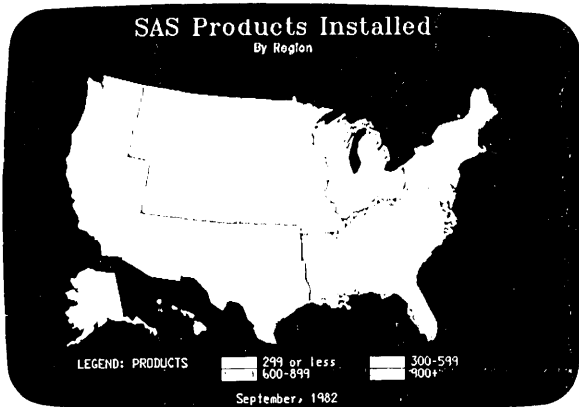 SAS Products Installed
By Region
LEGEND: PRODUCTS 299 or less 300-599
600-899 900+
September, 1982